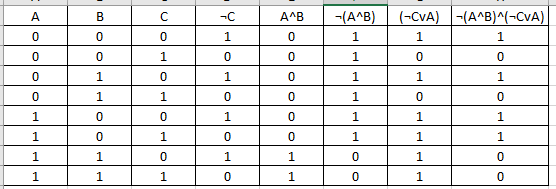 A B C ¬C A^B ¬(A^B) (¬CvA) ¬(A^B)^(¬CvA)
0 0 0 1 0 1 1 1
0 0 1 0 0 1 0 0
0 1 0 1 0 1 1 1
0 1 1 0 0 1 0 0
1 0 0 1 0 1 1 1
1 0 1 0 0 1 1 1
1 1 0 1 1 0 1 0
1 1 1 0 1 0 1 0